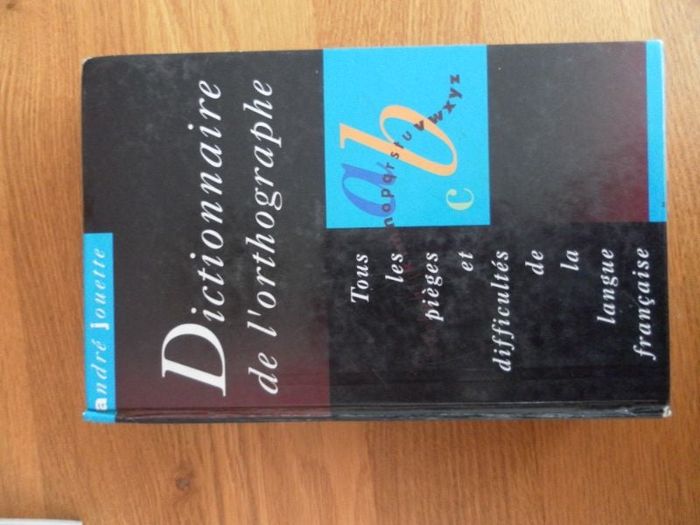 andré Jouette
Dictionnaire
de l'orthographe
a b c
nopqrstuvwxyz
Tous
les
pièges
et
difficultés
de
la
langue
française